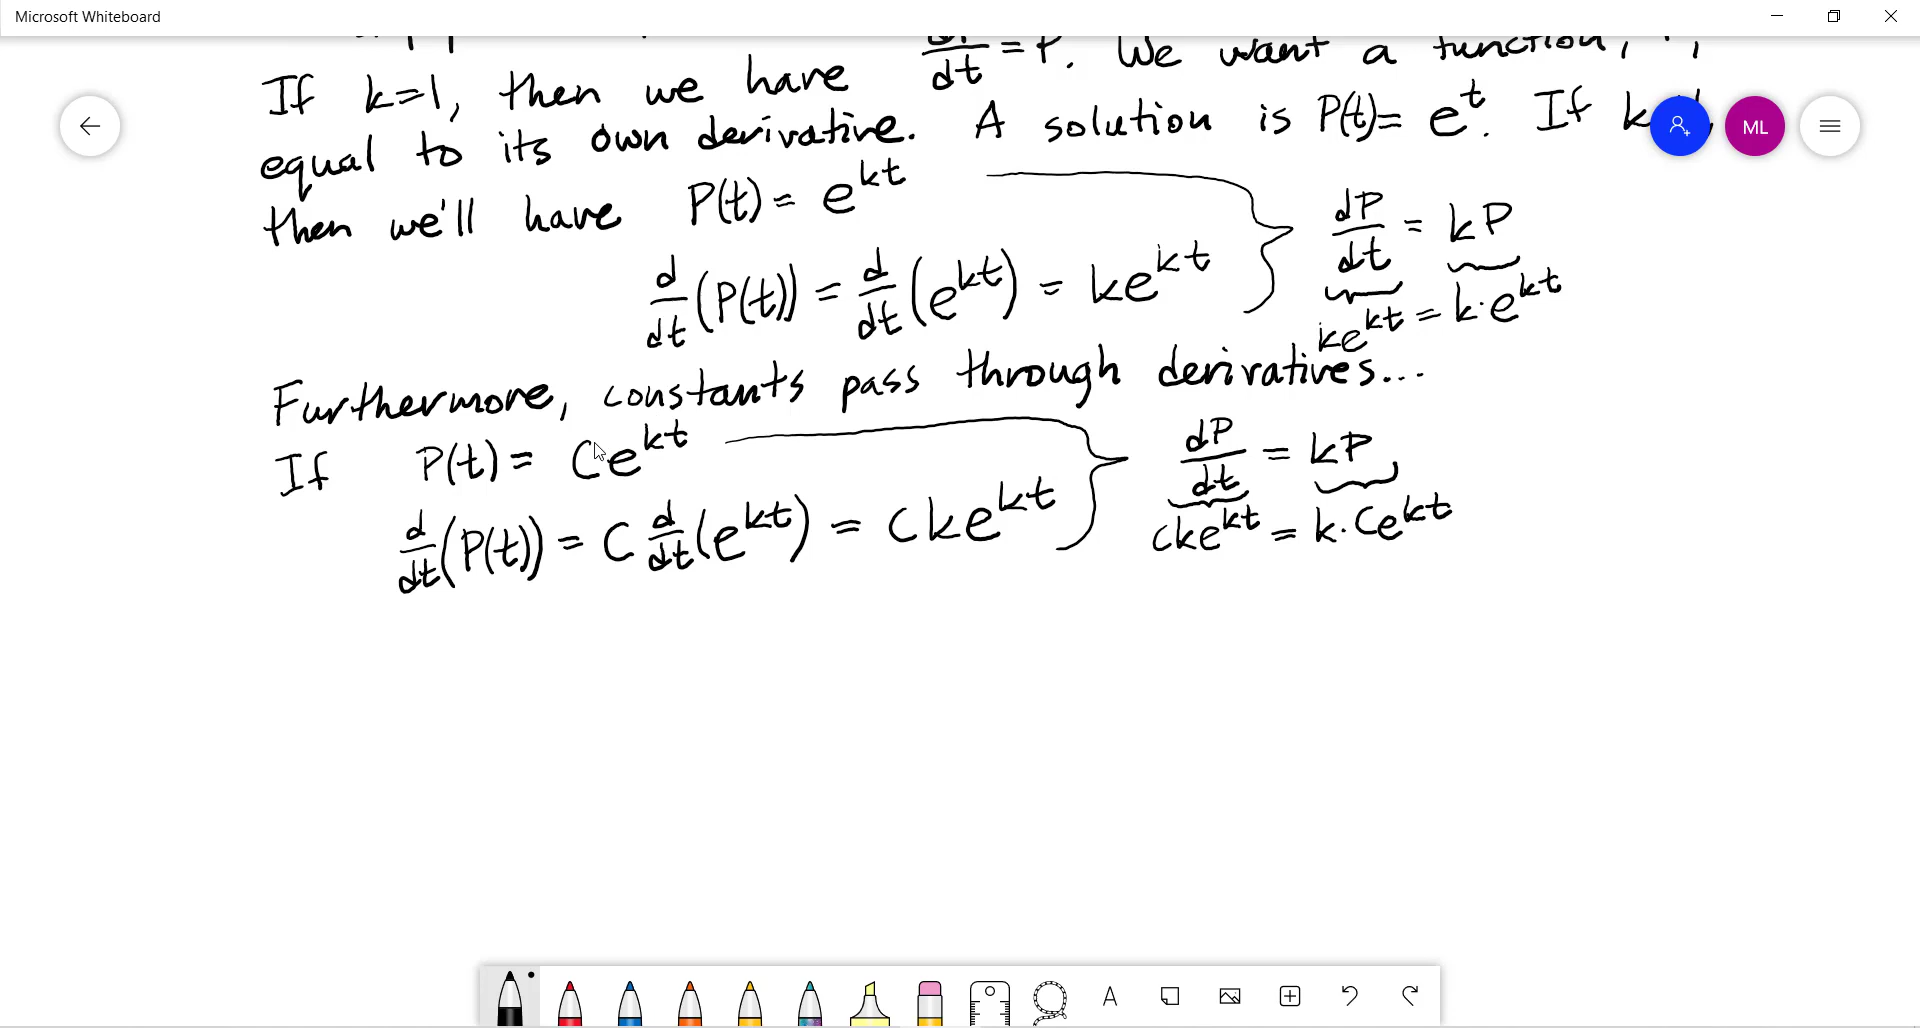 Microsoft Whiteboard
dP/dt = P. We want a function,
If k=1, then we have
equal to its own derivative. A solution is P(t)= e^t. If k
ML
then we'll have P(t) = e^{kt}
dP/dt = kP
d/dt (P(t)) = d/dt (e^{kt}) = ke^{kt}
ke^{kt} = k·e^{kt}
Furthermore, constants pass through derivatives...
If P(t) = Ce^{kt}
dP/dt = kP
d/dt (P(t)) = C d/dt (e^{kt}) = Cke^{kt}
Cke^{kt} = k·Ce^{kt}
A